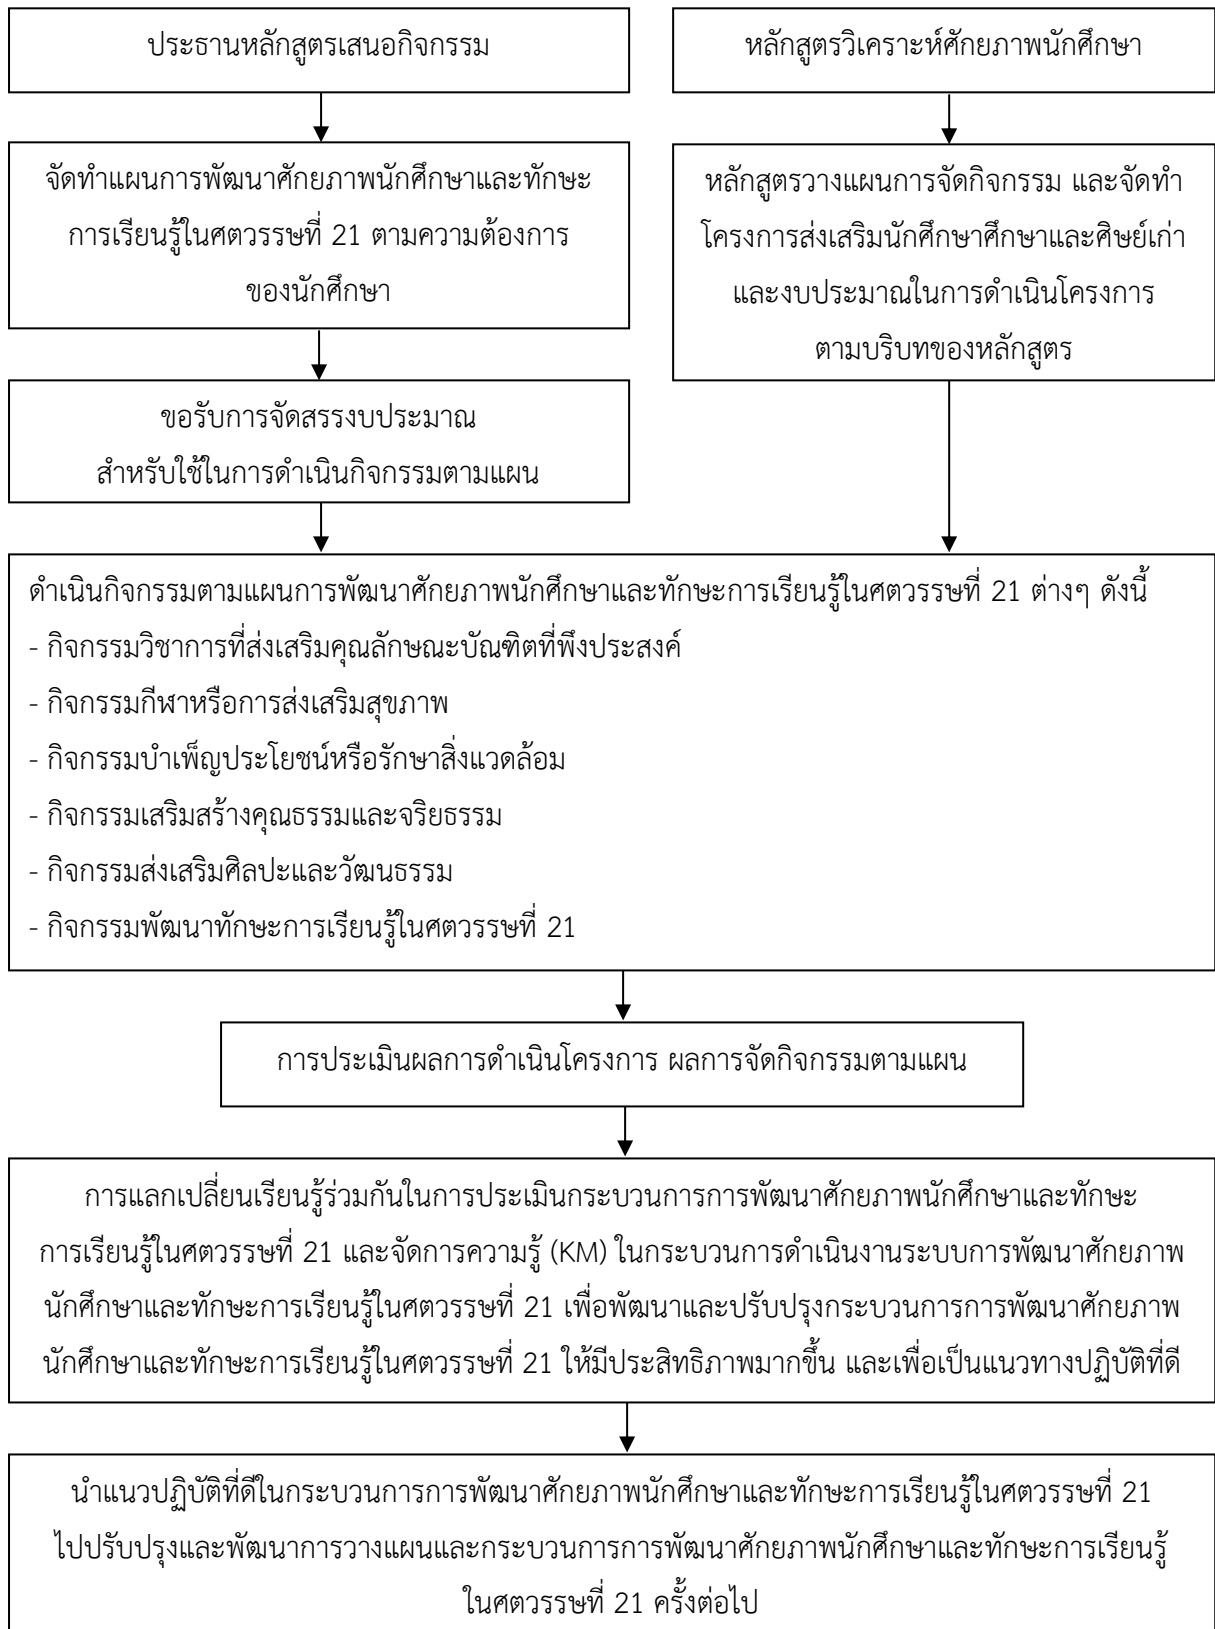 ประธานหลักสูตรเสนอกิจกรรม
หลักสูตรวิเคราะห์ศักยภาพนักศึกษา
จัดทำแผนการพัฒนาศักยภาพนักศึกษาและทักษะ
การเรียนรู้ในศตวรรษที่ 21 ตามความต้องการ
ของนักศึกษา
หลักสูตรวางแผนการจัดกิจกรรม และจัดทำ
โครงการส่งเสริมนักศึกษาศึกษาและศิษย์เก่า
และงบประมาณในการดำเนินโครงการ
ตามบริบทของหลักสูตร
ขอรับการจัดสรรงบประมาณ
สำหรับใช้ในการดำเนินกิจกรรมตามแผน
ดำเนินกิจกรรมตามแผนการพัฒนาศักยภาพนักศึกษาและทักษะการเรียนรู้ในศตวรรษที่ 21 ต่างๆ ดังนี้
- กิจกรรมวิชาการที่ส่งเสริมคุณลักษณะบัณฑิตที่พึงประสงค์
- กิจกรรมกีฬาหรือการส่งเสริมสุขภาพ
- กิจกรรมบำเพ็ญประโยชน์หรือรักษาสิ่งแวดล้อม
- กิจกรรมเสริมสร้างคุณธรรมและจริยธรรม
- กิจกรรมส่งเสริมศิลปะและวัฒนธรรม
- กิจกรรมพัฒนาทักษะการเรียนรู้ในศตวรรษที่ 21
การประเมินผลการดำเนินโครงการ ผลการจัดกิจกรรมตามแผน
การแลกเปลี่ยนเรียนรู้ร่วมกันในการประเมินกระบวนการการพัฒนาศักยภาพนักศึกษาและทักษะ
การเรียนรู้ในศตวรรษที่ 21 และจัดการความรู้ (KM) ในกระบวนการดำเนินงานระบบการพัฒนาศักยภาพ
นักศึกษาและทักษะการเรียนรู้ในศตวรรษที่ 21 เพื่อพัฒนาและปรับปรุงกระบวนการการพัฒนาศักยภาพ
นักศึกษาและทักษะการเรียนรู้ในศตวรรษที่ 21 ให้มีประสิทธิภาพมากขึ้น และเพื่อเป็นแนวทางปฏิบัติที่ดี
นำแนวปฏิบัติที่ดีในกระบวนการการพัฒนาศักยภาพนักศึกษาและทักษะการเรียนรู้ในศตวรรษที่ 21
ไปปรับปรุงและพัฒนาการวางแผนและกระบวนการการพัฒนาศักยภาพนักศึกษาและทักษะการเรียนรู้
ในศตวรรษที่ 21 ครั้งต่อไป